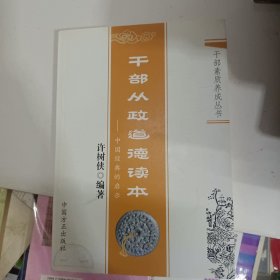 干部素质养成丛书
干部从政道德读本
——中国经典的启示
许树侠◎编著
中国方正出版社